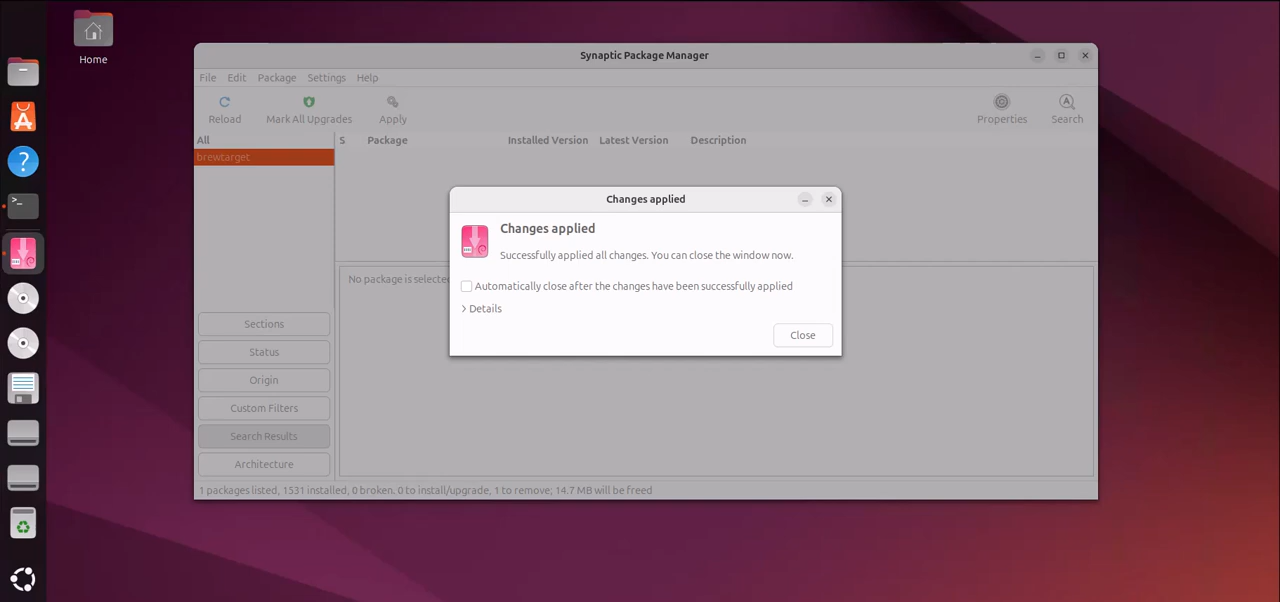 Home
Synaptic Package Manager
File Edit Package Settings Help
Reload Mark All Upgrades Apply Properties Search
All S Package Installed Version Latest Version Description
brewtarget
Changes applied
Changes applied
Successfully applied all changes. You can close the window now.
No package is selected
Automatically close after the changes have been successfully applied
Details
Close
Sections
Status
Origin
Custom Filters
Search Results
Architecture
1 packages listed, 1531 installed, 0 broken. 0 to install/upgrade, 1 to remove; 14.7 MB will be freed